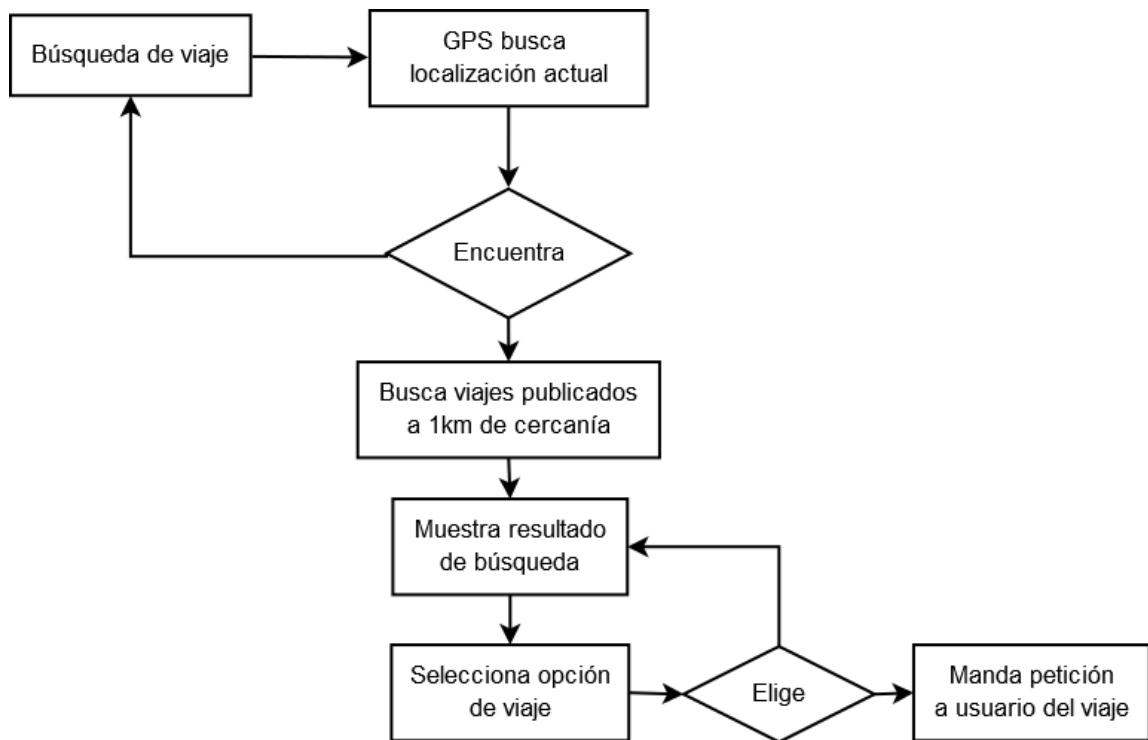 Búsqueda de viaje
GPS busca
localización actual
Encuentra
Busca viajes publicados
a 1km de cercanía
Muestra resultado
de búsqueda
Selecciona opción
de viaje
Elige
Manda petición
a usuario del viaje